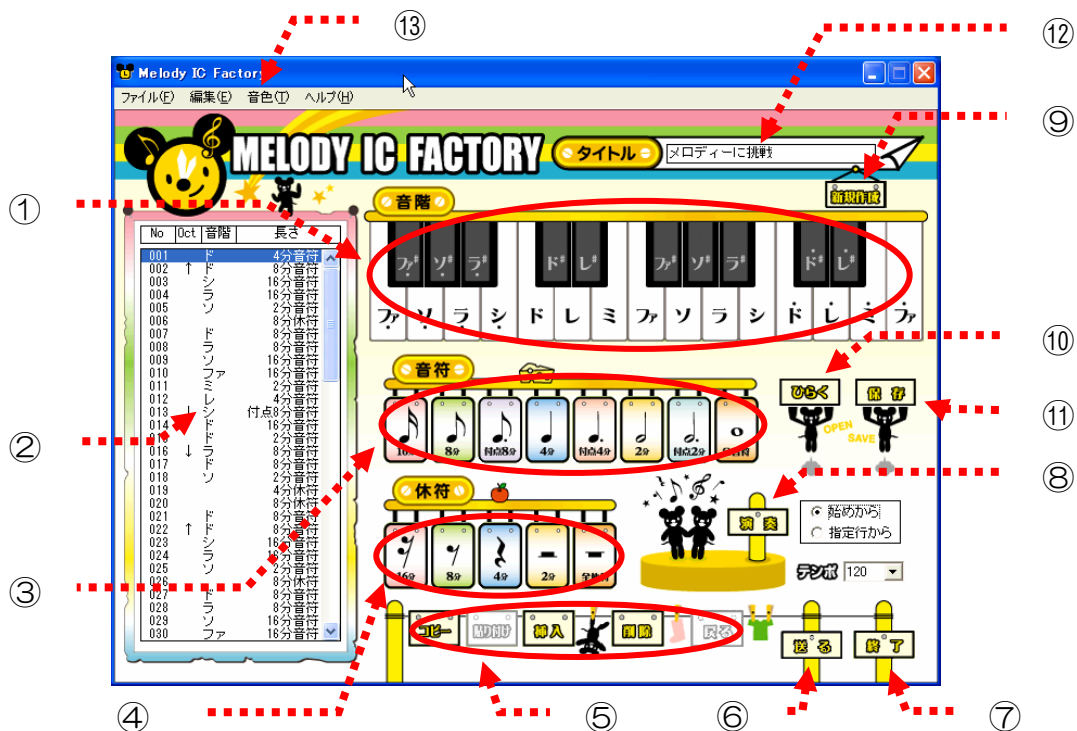 ⑬
⑫
Melody IC Factory
ファイル(F) 編集(E) 音色(T) ヘルプ(H)
⑨
MELODY IC FACTORY
タイトル
メロディーに挑戦
新規作成
①
音階
No Oct 音階 長さ
001 ド 4分音符
002 ↑ ド 8分音符
003 シ 16分音符
004 ラ 16分音符
005 ソ 2分音符
006 8分休符
007 ド 8分音符
008 ラ 8分音符
009 ソ 16分音符
010 ファ 16分音符
011 ミ 2分音符
012 レ 4分音符
013 ↓ シ 付点8分音符
014 ド 16分音符
015 ド 2分音符
016 ↓ ラ 8分音符
017 ド 8分音符
018 ソ 2分音符
019 4分休符
020 8分休符
021 ド 8分音符
022 ↑ ド 8分音符
023 シ 16分音符
024 ラ 16分音符
025 ソ 2分音符
026 8分休符
027 ド 8分音符
028 ラ 8分音符
029 ソ 16分音符
030 ファ 16分音符
ファ# ソ# ラ# ド# レ# ファ# ソ# ラ# ド# レ#
ファ ソ ラ シ ド レ ミ ファ ソ ラ シ ド レ ミ ファ
⑩
音符
ひらく 保存
OPEN SAVE
⑪
16分 8分 付点8分 4分 付点4分 2分 付点2分
②
⑧
休符
演奏
始めから
指定行から
16分 8分 4分 2分 全休符
テンポ 120
③
コピー 貼り付け 挿入 削除 戻る
送る 終了
④ ⑤ ⑥ ⑦